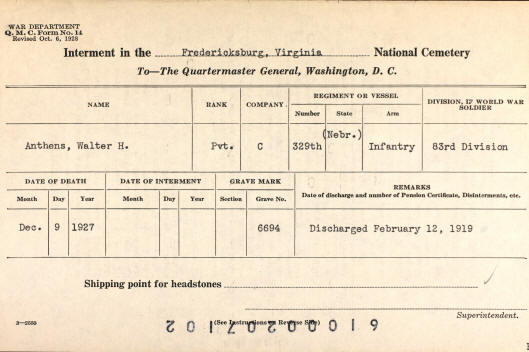 WAR DEPARTMENT
Q. M. C. Form No. 14
Revised Oct. 6, 1928
Interment in the Fredericksburg, Virginia National Cemetery
To—The Quartermaster General, Washington, D. C.
NAME RANK COMPANY REGIMENT OR VESSEL DIVISION, IF WORLD WAR SOLDIER
Number State Arm
(Nebr.)
Anthens, Walter H. Pvt. C 329th Infantry 83rd Division
DATE OF DEATH DATE OF INTERMENT GRAVE MARK REMARKS
Date of discharge and number of Pension Certificate, Disinterments, etc.
Month Day Year Month Day Year Section Grave No.
Dec. 9 1927 6694 Discharged February 12, 1919
Shipping point for headstones
Superintendent.
3—2555 (See Instructions on Reverse Side)
61000207102